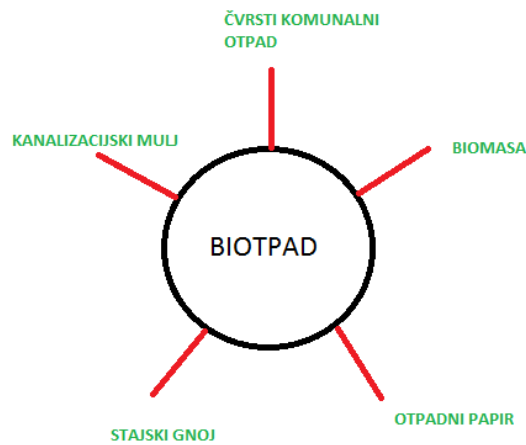 ČVRSTI KOMUNALNI
OTPAD
KANALIZACIJSKI MULJ
BIOMASA
BIOTPAD
OTPADNI PAPIR
STAJSKI GNOJ